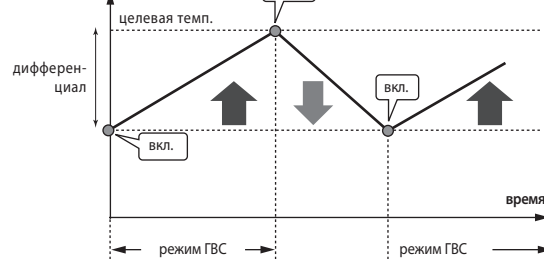 целевая темп.
дифферен-
циал
вкл.
вкл.
время
режим ГВС
режим ГВС